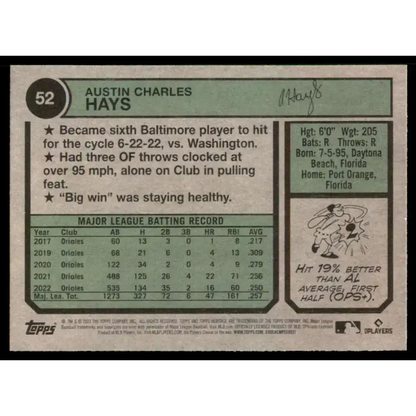 52
AUSTIN CHARLES
HAYS
AHays
★ Became sixth Baltimore player to hit
for the cycle 6-22-22, vs. Washington.
★ Had three OF throws clocked at
over 95 mph, alone on Club in pulling
feat.
★ "Big win" was staying healthy.
Hgt: 6'0" Wgt: 205
Bats: R Throws: R
Born: 7-5-95, Daytona
Beach, Florida
Home: Port Orange,
Florida
MAJOR LEAGUE BATTING RECORD
Year Club AB H 2B 3B HR RBI AVG
2017 Orioles 60 13 3 0 1 8 .217
2019 Orioles 68 21 6 0 4 13 .309
2020 Orioles 122 34 2 0 4 9 .279
2021 Orioles 488 125 26 4 22 71 .256
2022 Orioles 535 134 35 2 16 60 .250
Maj. Lea. Tot. 1273 327 72 6 47 161 .257
2
HIT 19% BETTER
THAN AL
AVERAGE, FIRST
HALF (OPS+).
Topps
MLB
PLAYERS